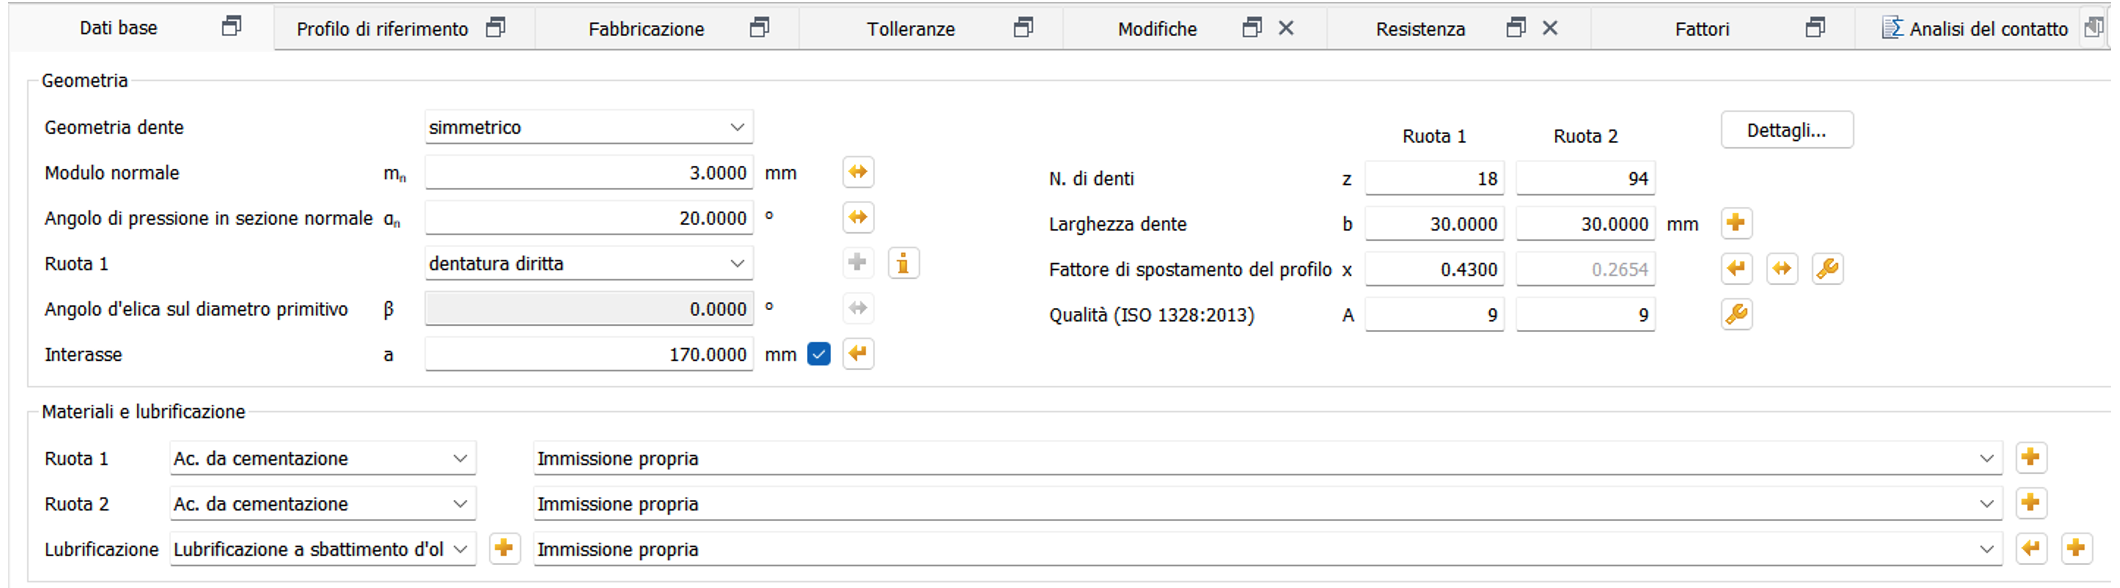 Dati base Profilo di riferimento Fabbricazione Tolleranze Modifiche Resistenza Fattori Analisi del contatto
Geometria
Geometria dente simmetrico
Ruota 1 Ruota 2 Dettagli...
Modulo normale mn 3.0000 mm
N. di denti z 18 94
Angolo di pressione in sezione normale αn 20.0000 °
Larghezza dente b 30.0000 30.0000 mm
Ruota 1 dentatura diritta
Fattore di spostamento del profilo x 0.4300 0.2654
Angolo d'elica sul diametro primitivo β 0.0000 °
Qualità (ISO 1328:2013) A 9 9
Interasse a 170.0000 mm
Materiali e lubrificazione
Ruota 1 Ac. da cementazione Immissione propria
Ruota 2 Ac. da cementazione Immissione propria
Lubrificazione Lubrificazione a sbattimento d'ol Immissione propria